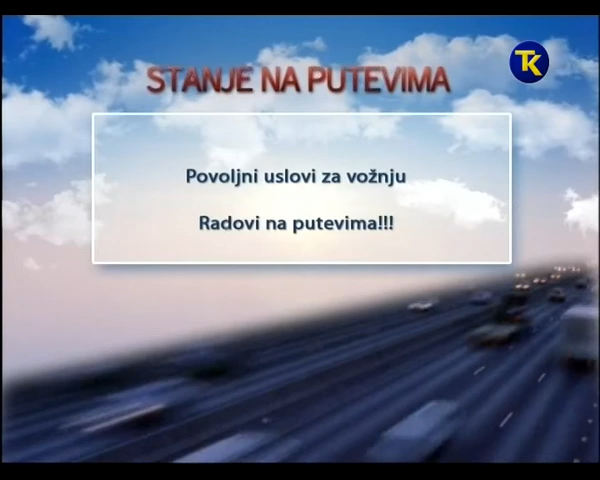 TK
STANJE NA PUTEVIMA
Povoljni uslovi za vožnju
Radovi na putevima!!!